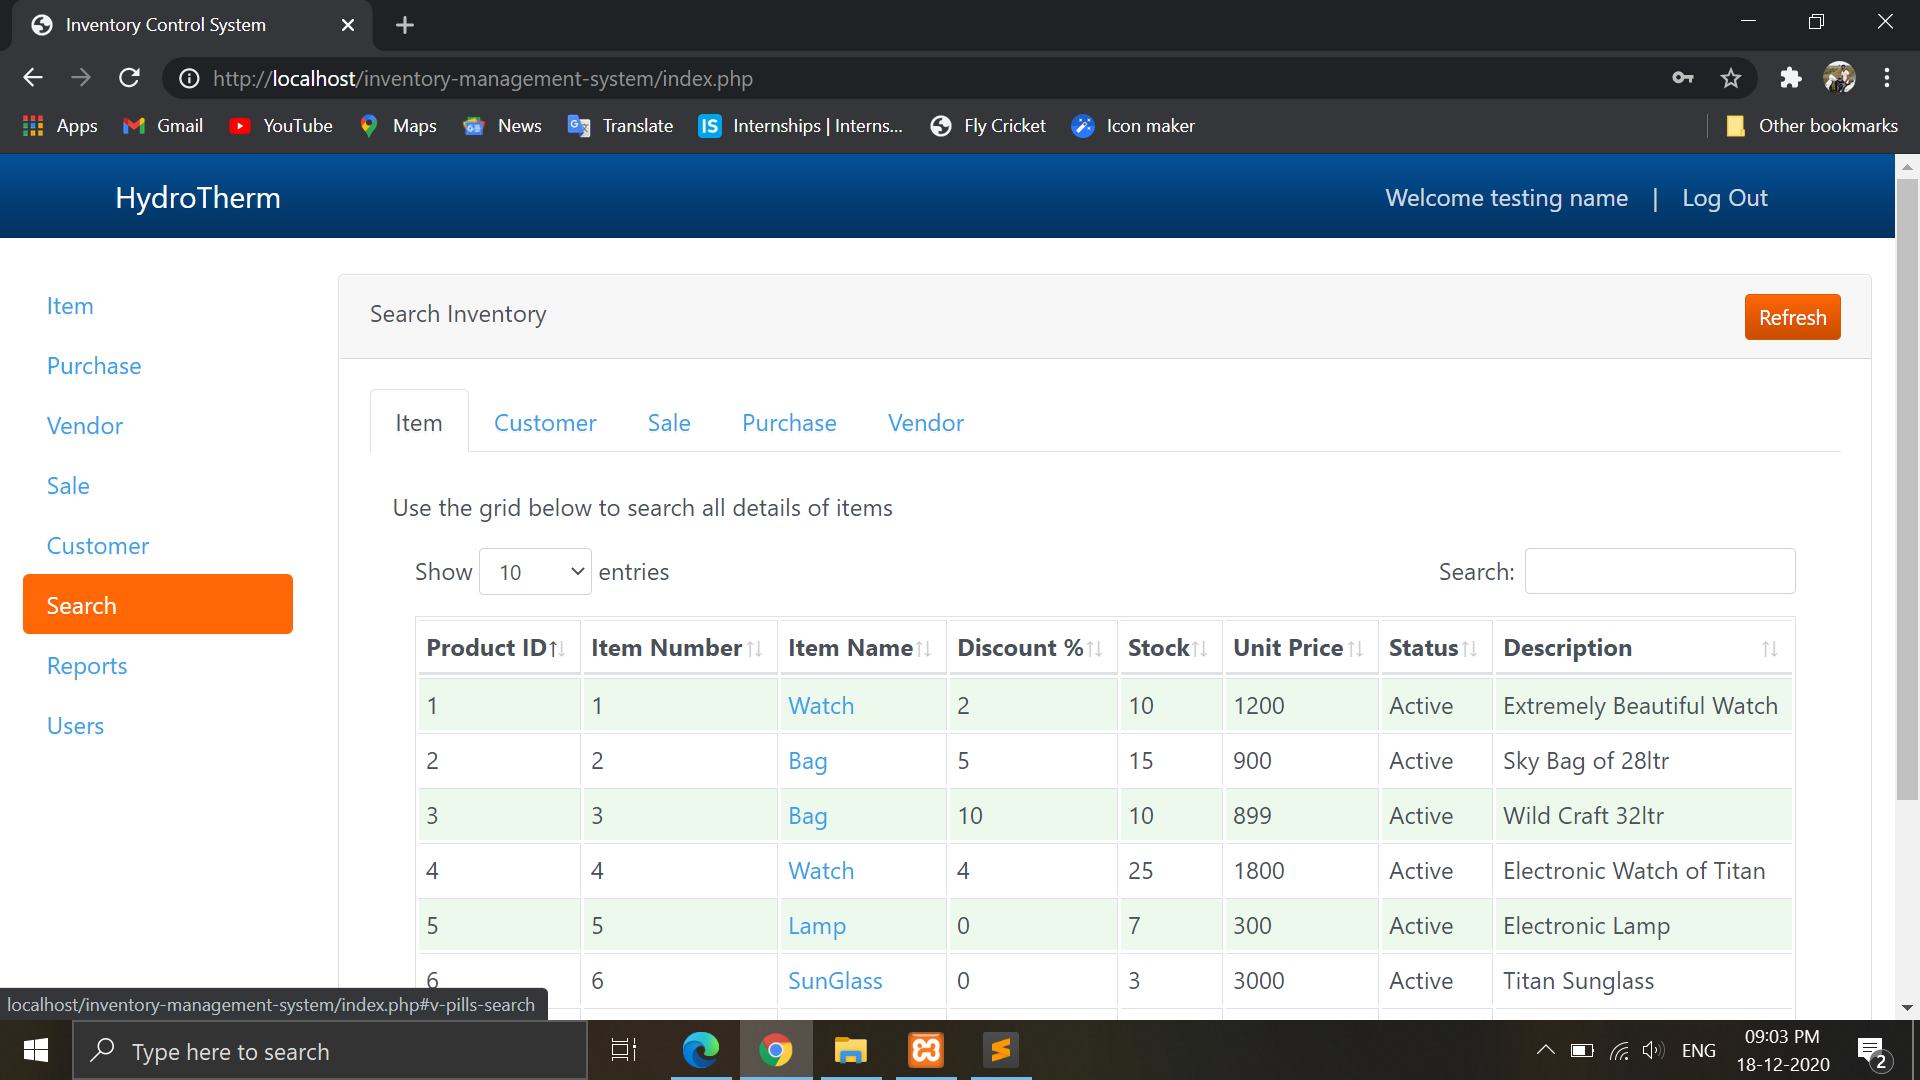 Inventory Control System
http://localhost/inventory-management-system/index.php
Apps Gmail YouTube Maps News Translate IS Internships | Interns... Fly Cricket Icon maker Other bookmarks
HydroTherm Welcome testing name | Log Out
Item
Purchase
Vendor
Sale
Customer
Search
Reports
Users
Search Inventory Refresh
Item Customer Sale Purchase Vendor
Use the grid below to search all details of items
Show 10 entries Search:
Product ID Item Number Item Name Discount % Stock Unit Price Status Description
1 1 Watch 2 10 1200 Active Extremely Beautiful Watch
2 2 Bag 5 15 900 Active Sky Bag of 28ltr
3 3 Bag 10 10 899 Active Wild Craft 32ltr
4 4 Watch 4 25 1800 Active Electronic Watch of Titan
5 5 Lamp 0 7 300 Active Electronic Lamp
6 6 SunGlass 0 3 3000 Active Titan Sunglass
localhost/inventory-management-system/index.php#v-pills-search
Type here to search
ENG
09:03 PM
18-12-2020
2